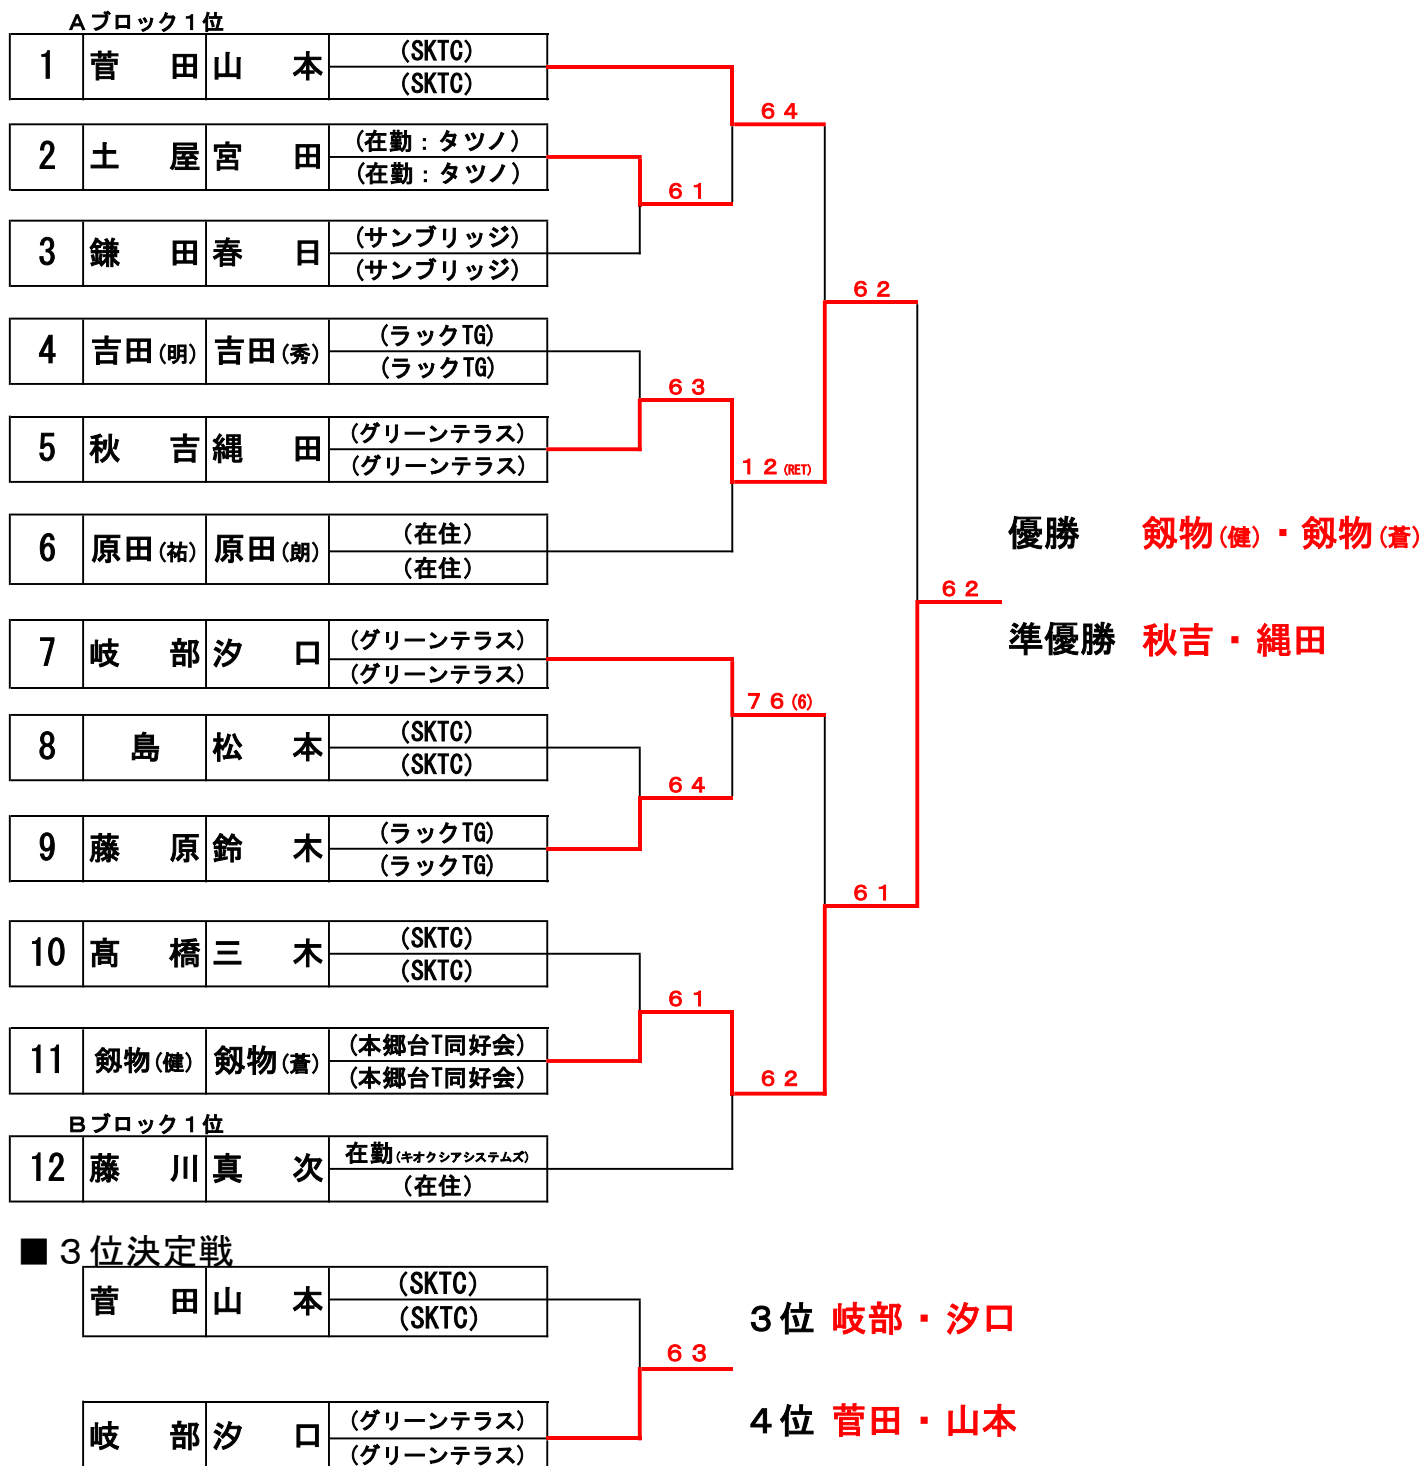 Aブロック1位
1 菅田 山本 (SKTC)
(SKTC)
64
2 土屋 宮田 (在勤:タツノ)
(在勤:タツノ)
61
3 鎌田 春日 (サンブリッジ)
(サンブリッジ)
62
4 吉田(明) 吉田(秀) (ラックTG)
(ラックTG)
63
5 秋吉 縄田 (グリーンテラス)
(グリーンテラス)
12(RET)
6 原田(祐) 原田(朗) (在住)
(在住)
優勝 剱物(健)・剱物(蒼)
62
準優勝 秋吉・縄田
7 岐部 汐口 (グリーンテラス)
(グリーンテラス)
76(6)
8 島 松本 (SKTC)
(SKTC)
64
9 藤原 鈴木 (ラックTG)
(ラックTG)
61
10 髙橋 三木 (SKTC)
(SKTC)
61
11 剱物(健) 剱物(蒼) (本郷台T同好会)
(本郷台T同好会)
62
Bブロック1位
12 藤川 真次 在勤(キオクシアシステムズ)
(在住)
■3位決定戦
菅田 山本 (SKTC)
(SKTC)
3位 岐部・汐口
63
4位 菅田・山本
岐部 汐口 (グリーンテラス)
(グリーンテラス)